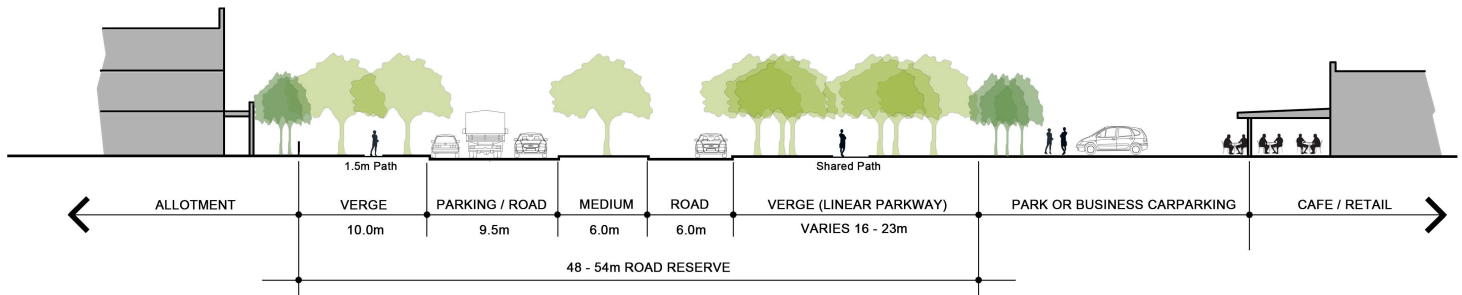 1.5m Path
Shared Path
ALLOTMENT
VERGE
PARKING / ROAD
MEDIUM
ROAD
VERGE (LINEAR PARKWAY)
PARK OR BUSINESS CARPARKING
CAFE / RETAIL
10.0m
9.5m
6.0m
6.0m
VARIES 16 - 23m
48 - 54m ROAD RESERVE